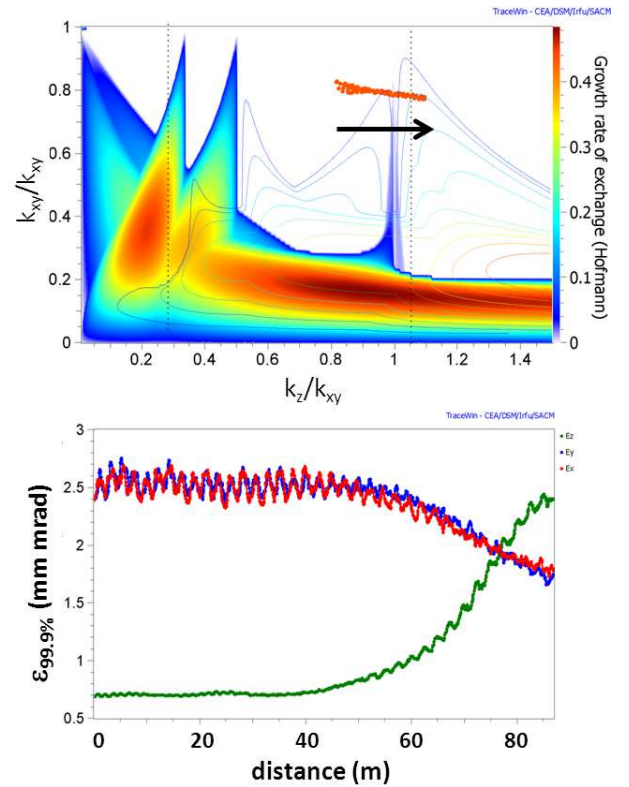 TraceWin - CEA/DSM/Irfu/SACM
1
0.8
0.6
0.4
0.2
0
k_xy/k_xy
0.2 0.4 0.6 0.8 1 1.2 1.4
k_z/k_xy
0.4
0.3
0.2
0.1
0
Growth rate of exchange (Hofmann)
TraceWin - CEA/DSM/Irfu/SACM
Ez
Ey
Ex
3
2.5
2
1.5
1
0.5
ε99.9% (mm mrad)
0 20 40 60 80
distance (m)